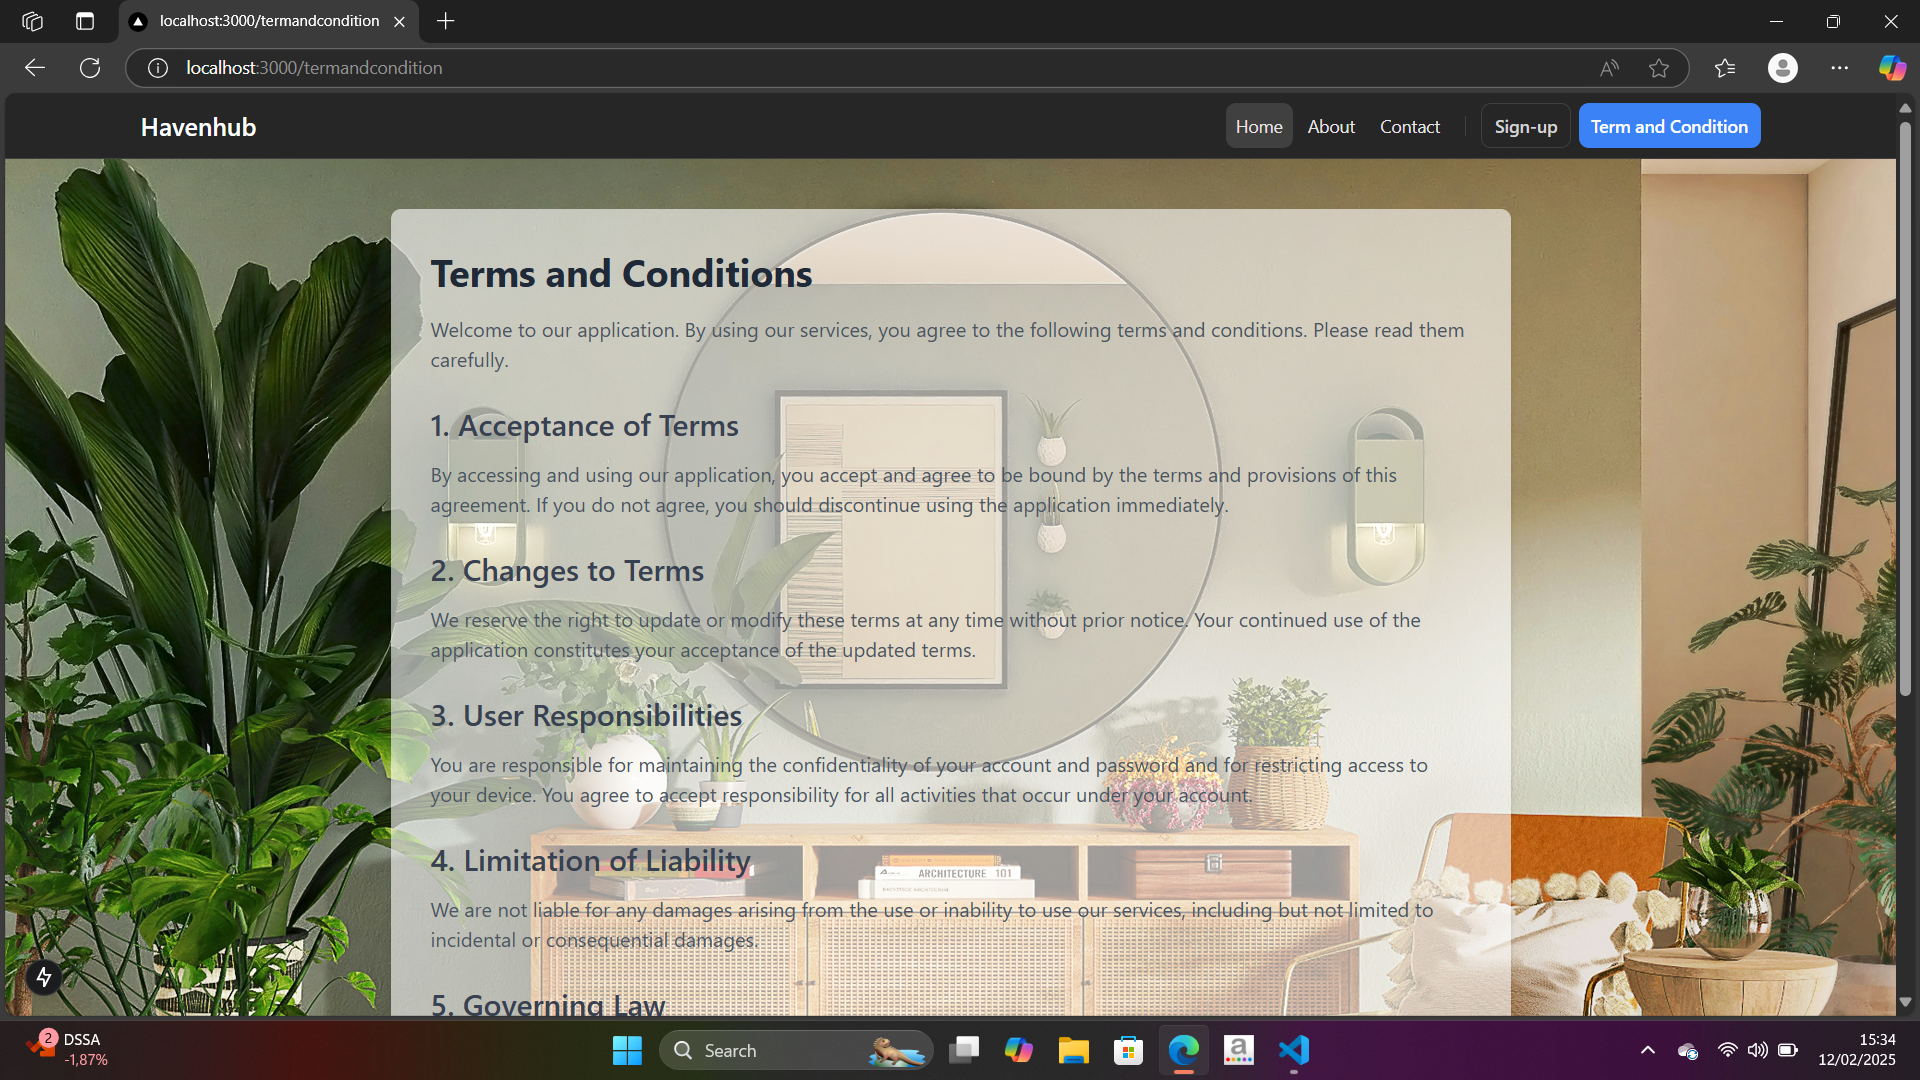 localhost:3000/termandcondition
localhost:3000/termandcondition
Havenhub
Home
About
Contact
Sign-up
Term and Condition
Terms and Conditions
Welcome to our application. By using our services, you agree to the following terms and conditions. Please read them
carefully.
1. Acceptance of Terms
By accessing and using our application, you accept and agree to be bound by the terms and provisions of this
agreement. If you do not agree, you should discontinue using the application immediately.
2. Changes to Terms
We reserve the right to update or modify these terms at any time without prior notice. Your continued use of the
application constitutes your acceptance of the updated terms.
3. User Responsibilities
You are responsible for maintaining the confidentiality of your account and password and for restricting access to
your device. You agree to accept responsibility for all activities that occur under your account.
4. Limitation of Liability
ARCHITECTURE 101
We are not liable for any damages arising from the use or inability to use our services, including but not limited to
incidental or consequential damages.
5. Governing Law
2
DSSA
-1,87%
Search
a
15:34
12/02/2025